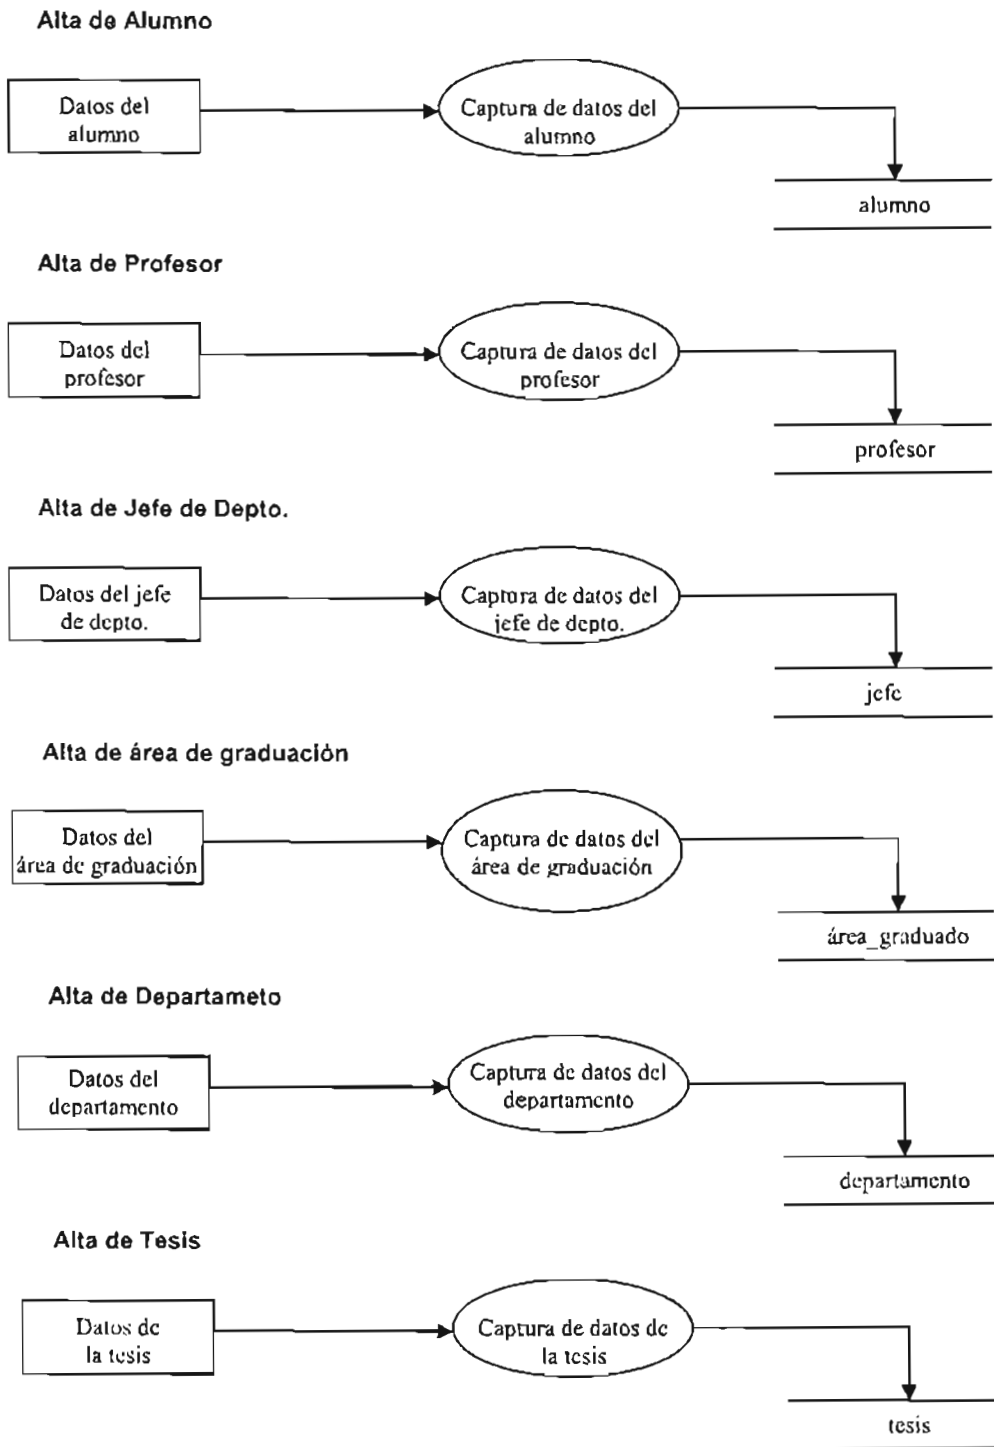 Alta de Alumno
Datos del
alumno
Captura de datos del
alumno
alumno
Alta de Profesor
Datos del
profesor
Captura de datos del
profesor
profesor
Alta de Jefe de Depto.
Datos del jefe
de depto.
Captura de datos del
jefe de depto.
jefe
Alta de área de graduación
Datos del
área de graduación
Captura de datos del
área de graduación
área_graduado
Alta de Departameto
Datos del
departamento
Captura de datos del
departamento
departamento
Alta de Tesis
Datos de
la tesis
Captura de datos de
la tesis
tesis